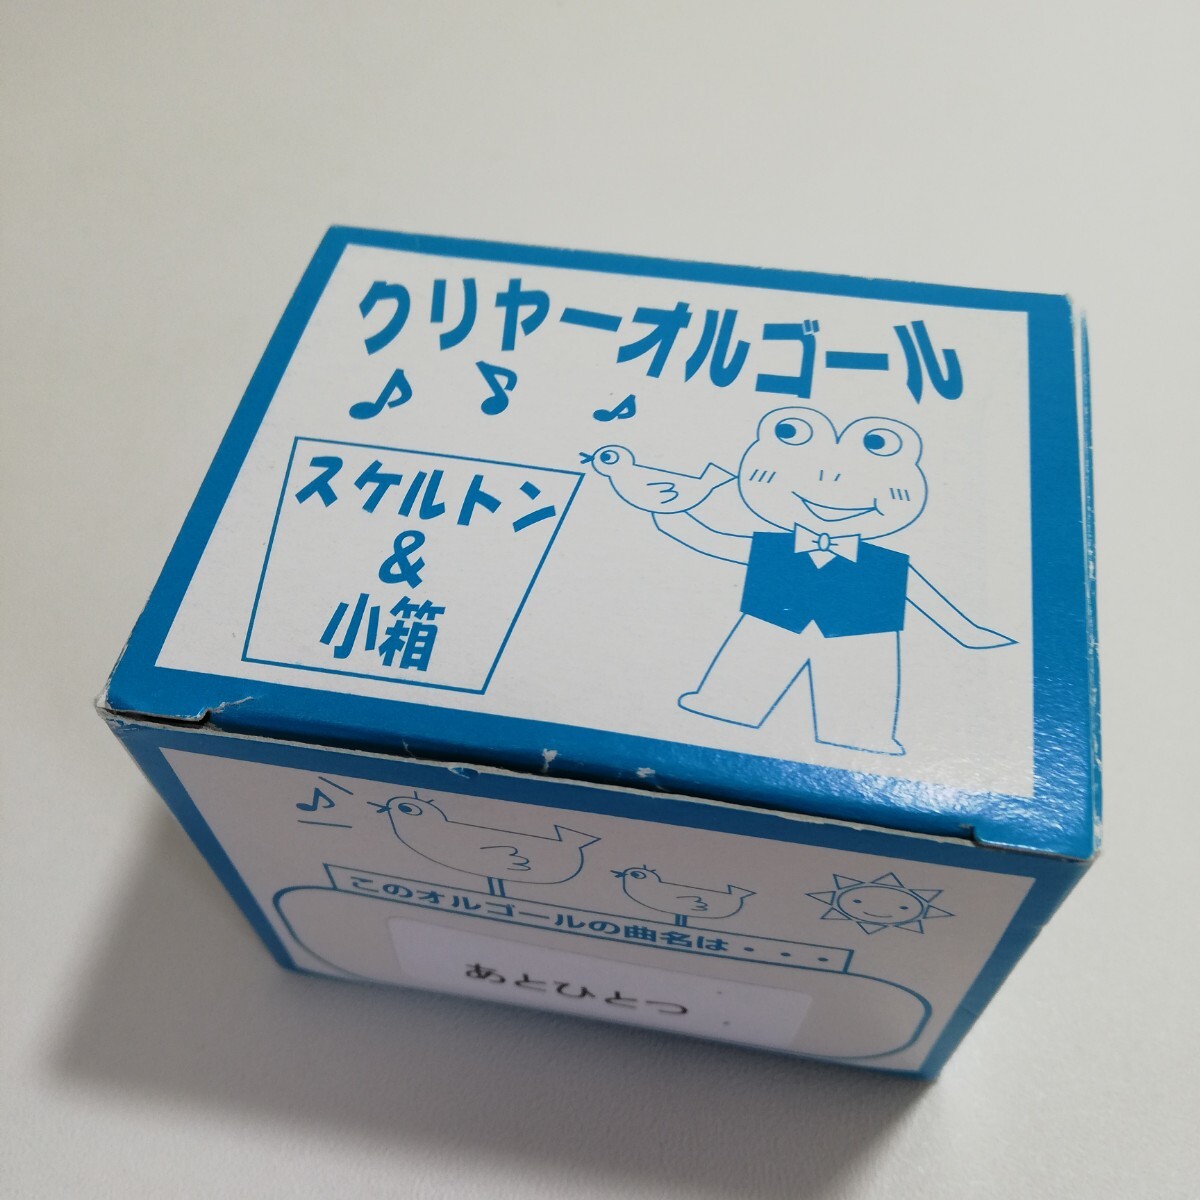 クリヤーオルゴール
スケルトン
&
小箱
このオルゴールの曲名は・・・
あとひとつ